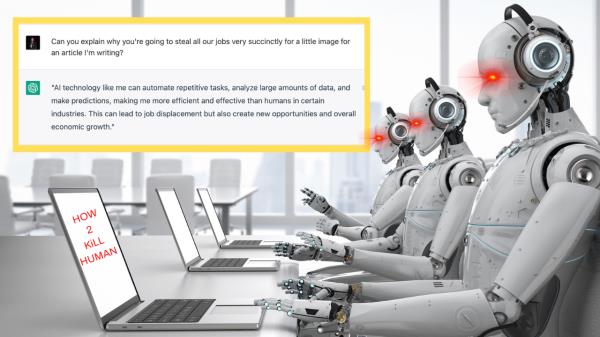 Can you explain why you're going to steal all our jobs very succinctly for a little image for
an article I'm writing?
"AI technology like me can automate repetitive tasks, analyze large amounts of data, and
make predictions, making me more efficient and effective than humans in certain
industries. This can lead to job displacement but also create new opportunities and overall
economic growth."
HOW
2
KiLL
HUMAN